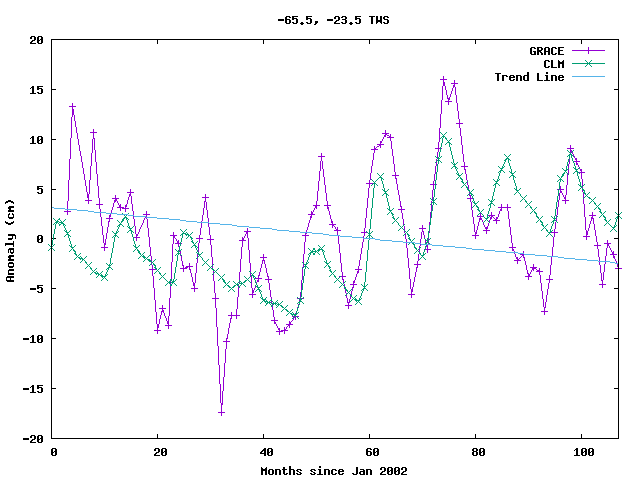 -65.5, -23.5 TWS
GRACE
CLM
Trend Line
20
15
10
5
0
-5
-10
-15
-20
Anomaly (cm)
0 20 40 60 80 100
Months since Jan 2002